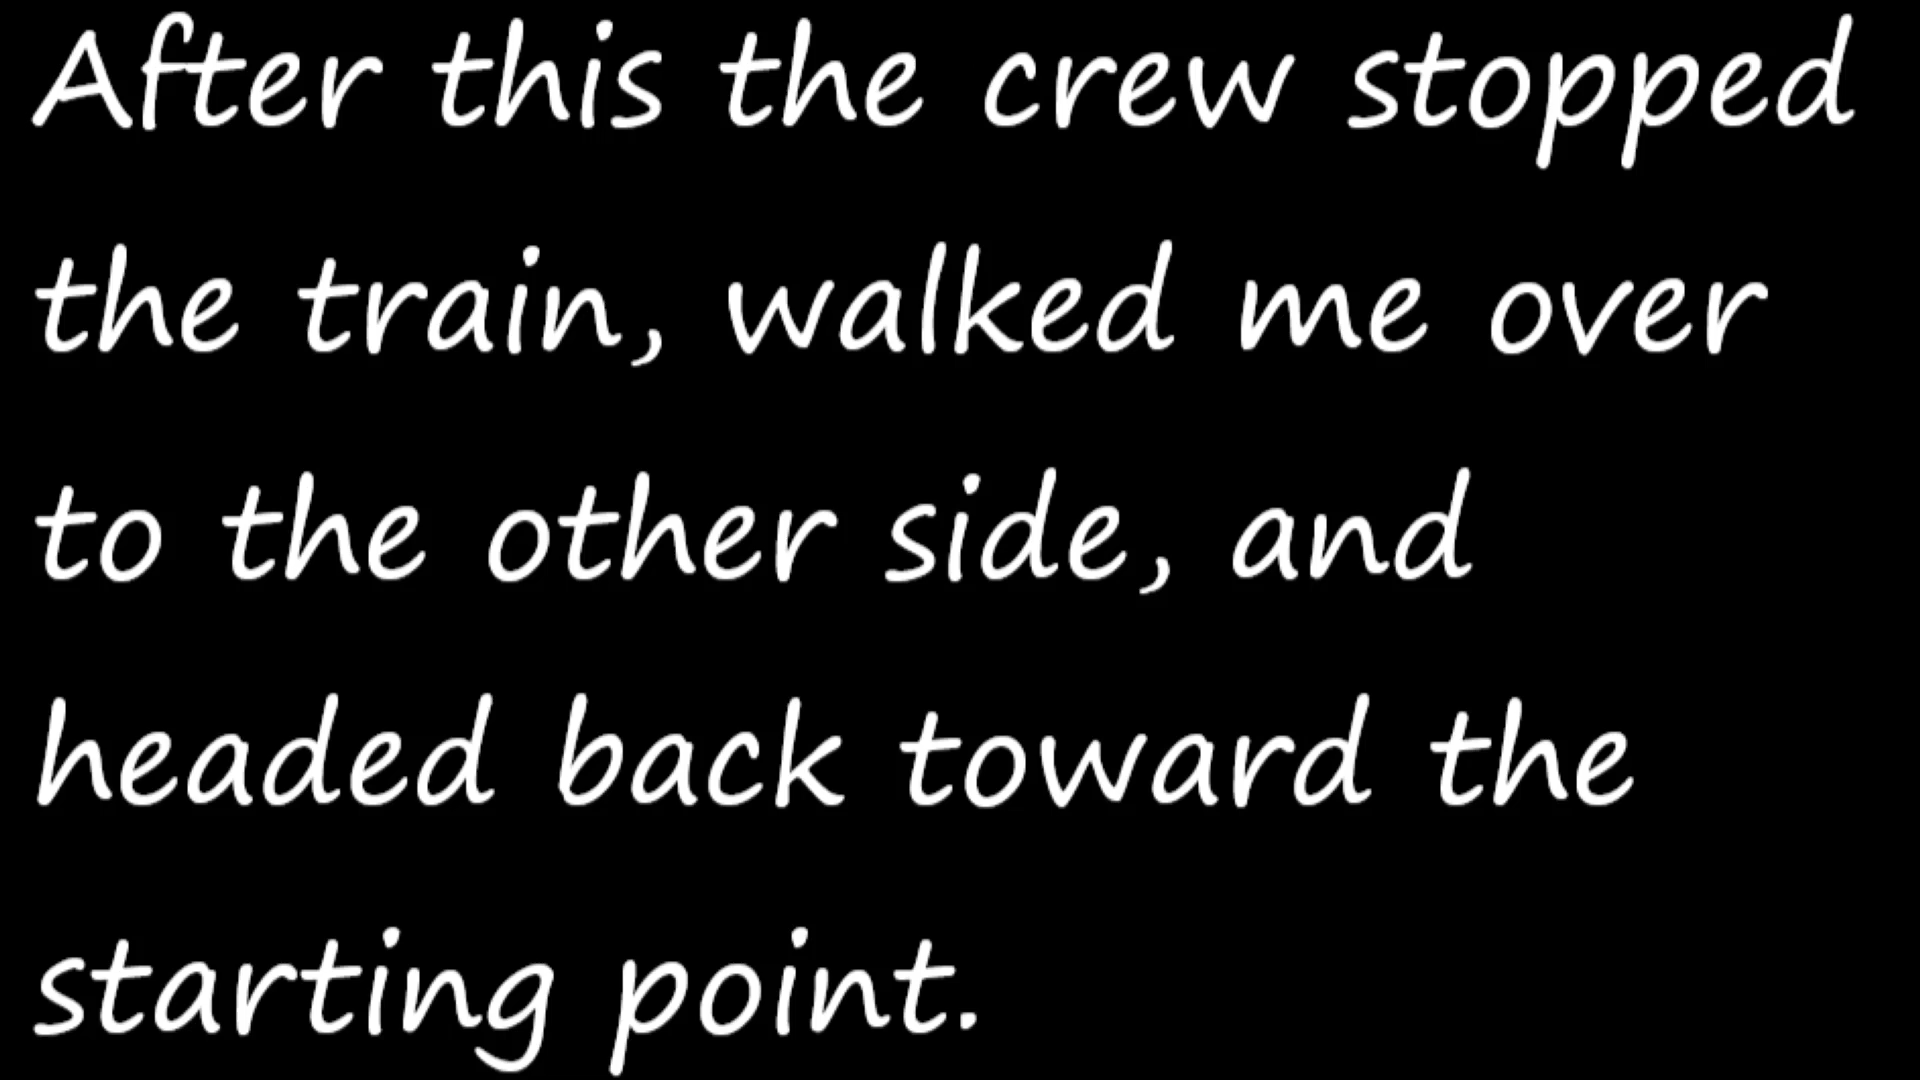 After this the crew stopped
the train, walked me over
to the other side, and
headed back toward the
starting point.